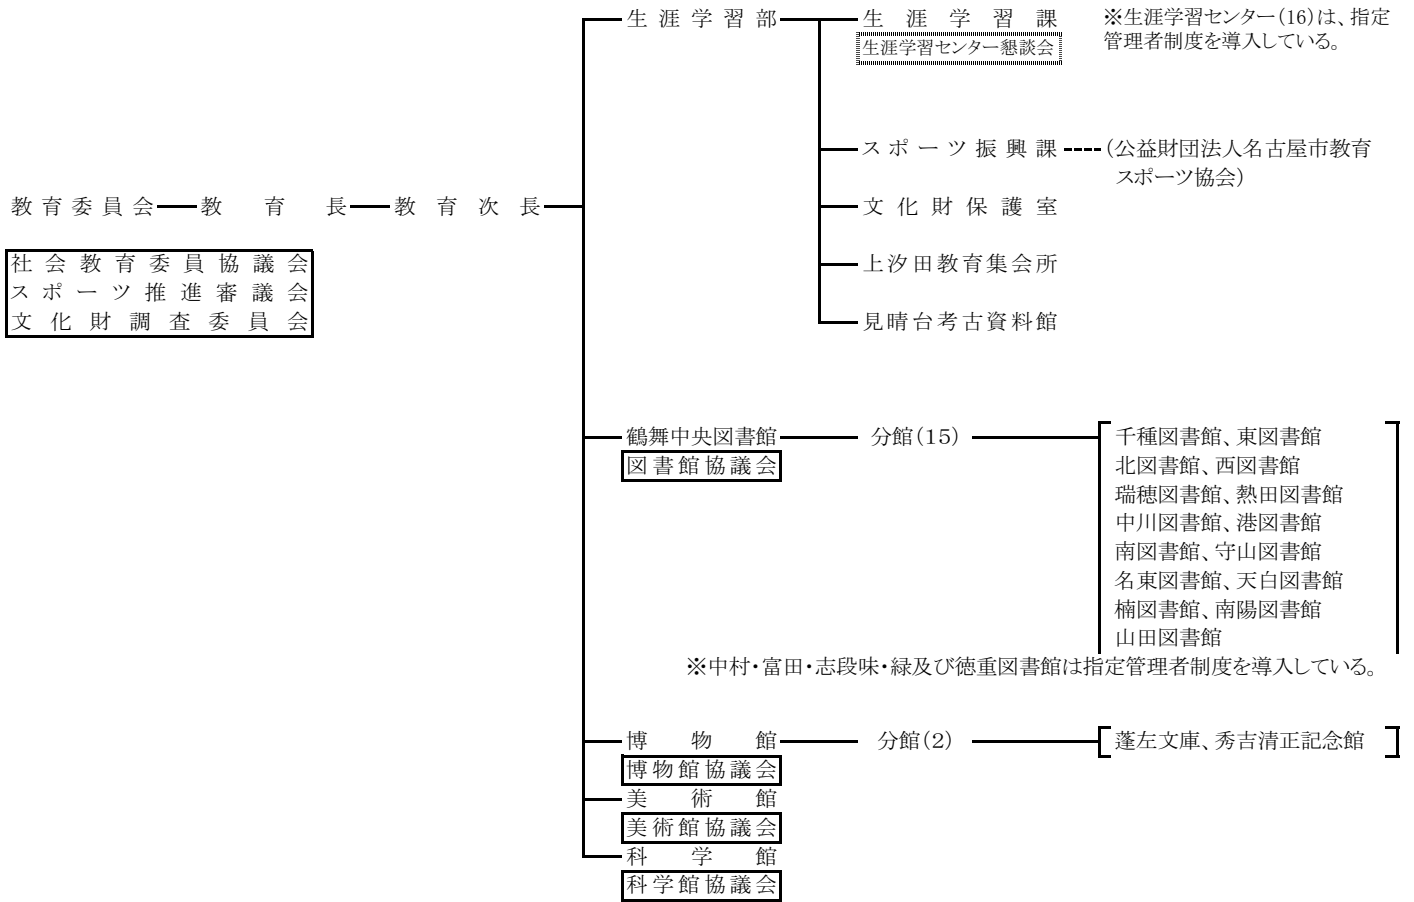 生涯学習部
生涯学習課
※生涯学習センター(16)は、指定
管理者制度を導入している。
生涯学習センター懇談会
スポーツ振興課
(公益財団法人名古屋市教育
スポーツ協会)
教育委員会
教育長
教育次長
文化財保護室
社会教育委員協議会
スポーツ推進審議会
文化財調査委員会
上汐田教育集会所
見晴台考古資料館
鶴舞中央図書館
図書館協議会
分館(15)
千種図書館、東図書館
北図書館、西図書館
瑞穂図書館、熱田図書館
中川図書館、港図書館
南図書館、守山図書館
名東図書館、天白図書館
楠図書館、南陽図書館
山田図書館
※中村・富田・志段味・緑及び徳重図書館は指定管理者制度を導入している。
博物館
分館(2)
蓬左文庫、秀吉清正記念館
博物館協議会
美術館
美術館協議会
科学館
科学館協議会